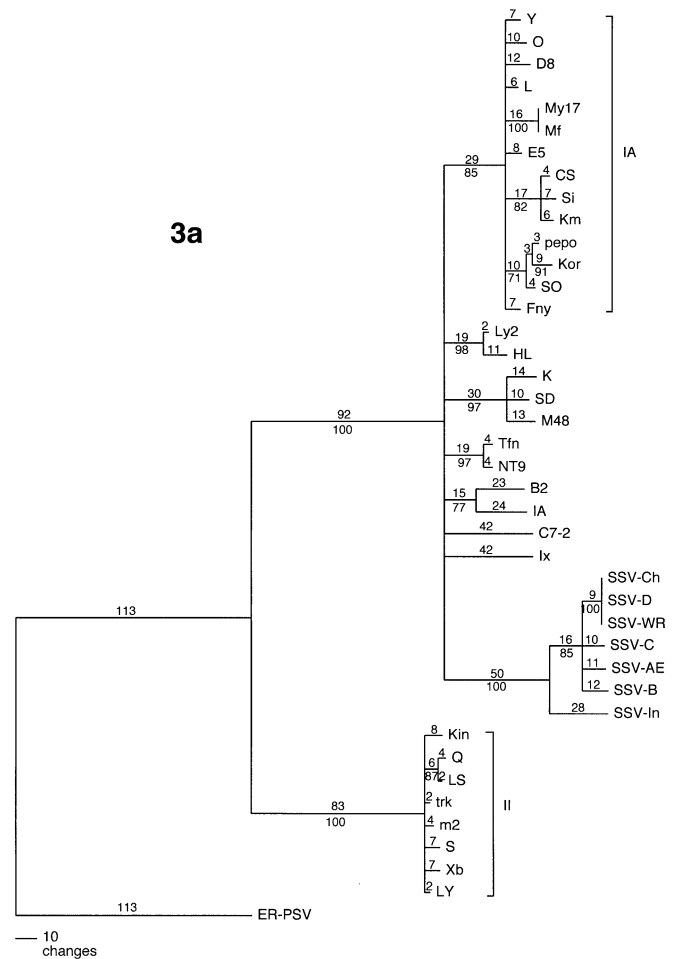 7 Y
10 O
12 D8
6 L
16 My17
100 Mf
8 E5
IA
29
85
4 CS
17 7 Si
82
6 Km
3a
3 pepo
3
9 Kor
10 91
71
4 SO
7 Fny
2 Ly2
19
98 11 HL
14 K
30 10 SD
97
13 M48
92
100
4 Tfn
19
97 4 NT9
23 B2
15
77 24 IA
42 C7-2
42 Ix
SSV-Ch
9 SSV-D
100
SSV-WR
113
16 10 SSV-C
85
11 SSV-AE
50
100
12 SSV-B
28 SSV-In
8 Kin
4 Q
6
87 2 LS
2 trk
II
83
100
4 m2
7 S
7 Xb
2 LY
113 ER-PSV
10
changes